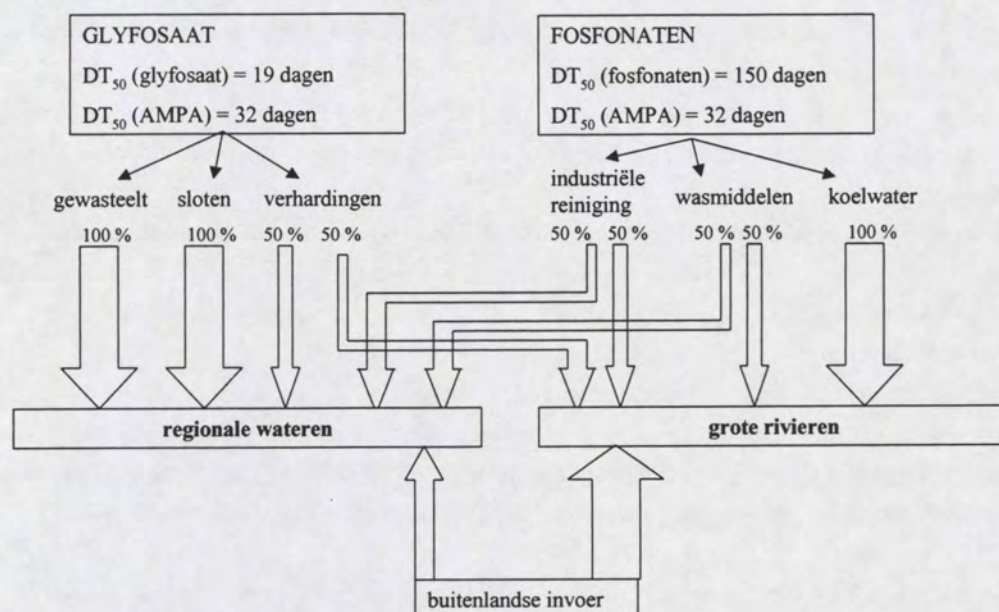 GLYFOSAAT
DT50 (glyfosaat) = 19 dagen
DT50 (AMPA) = 32 dagen
FOSFONATEN
DT50 (fosfonaten) = 150 dagen
DT50 (AMPA) = 32 dagen
gewasteelt
sloten
verhardingen
industriële
reiniging
wasmiddelen
koelwater
100 %
100 %
50 %
50 %
50 %
50 %
50 %
50 %
100 %
regionale wateren
grote rivieren
buitenlandse invoer